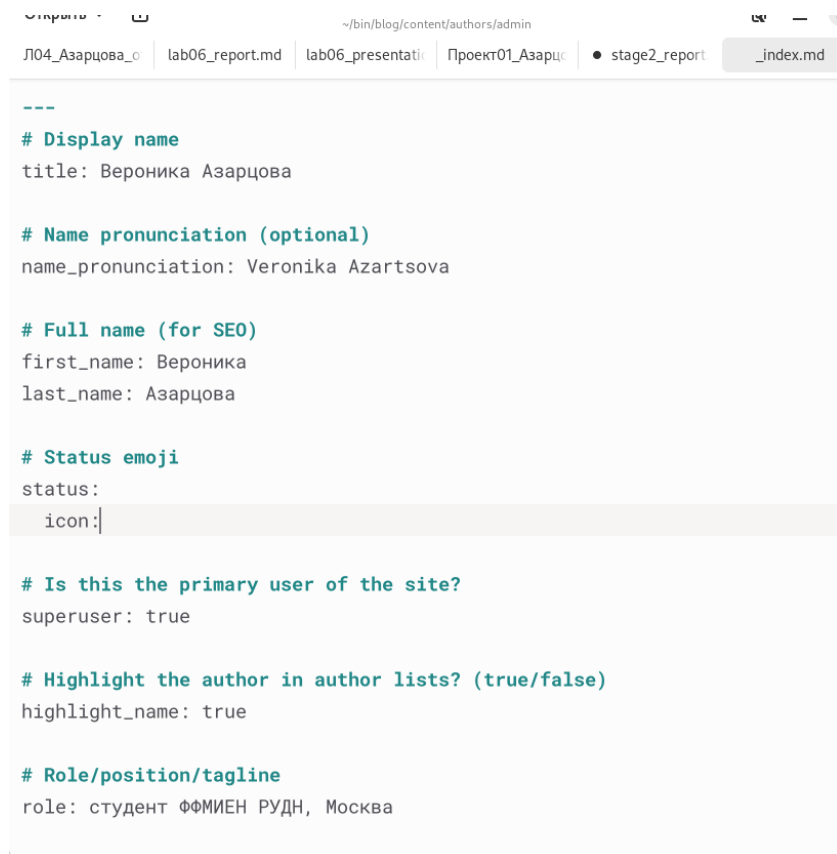 Открыть
~/bin/blog/content/authors/admin
Л04_Азарцова_о
lab06_report.md
lab06_presentatio
Проект01_Азарцо
● stage2_report.
_index.md
---
# Display name
title: Вероника Азарцова
# Name pronunciation (optional)
name_pronunciation: Veronika Azartsova
# Full name (for SEO)
first_name: Вероника
last_name: Азарцова
# Status emoji
status:
icon:
# Is this the primary user of the site?
superuser: true
# Highlight the author in author lists? (true/false)
highlight_name: true
# Role/position/tagline
role: студент ФФМИЕН РУДН, Москва